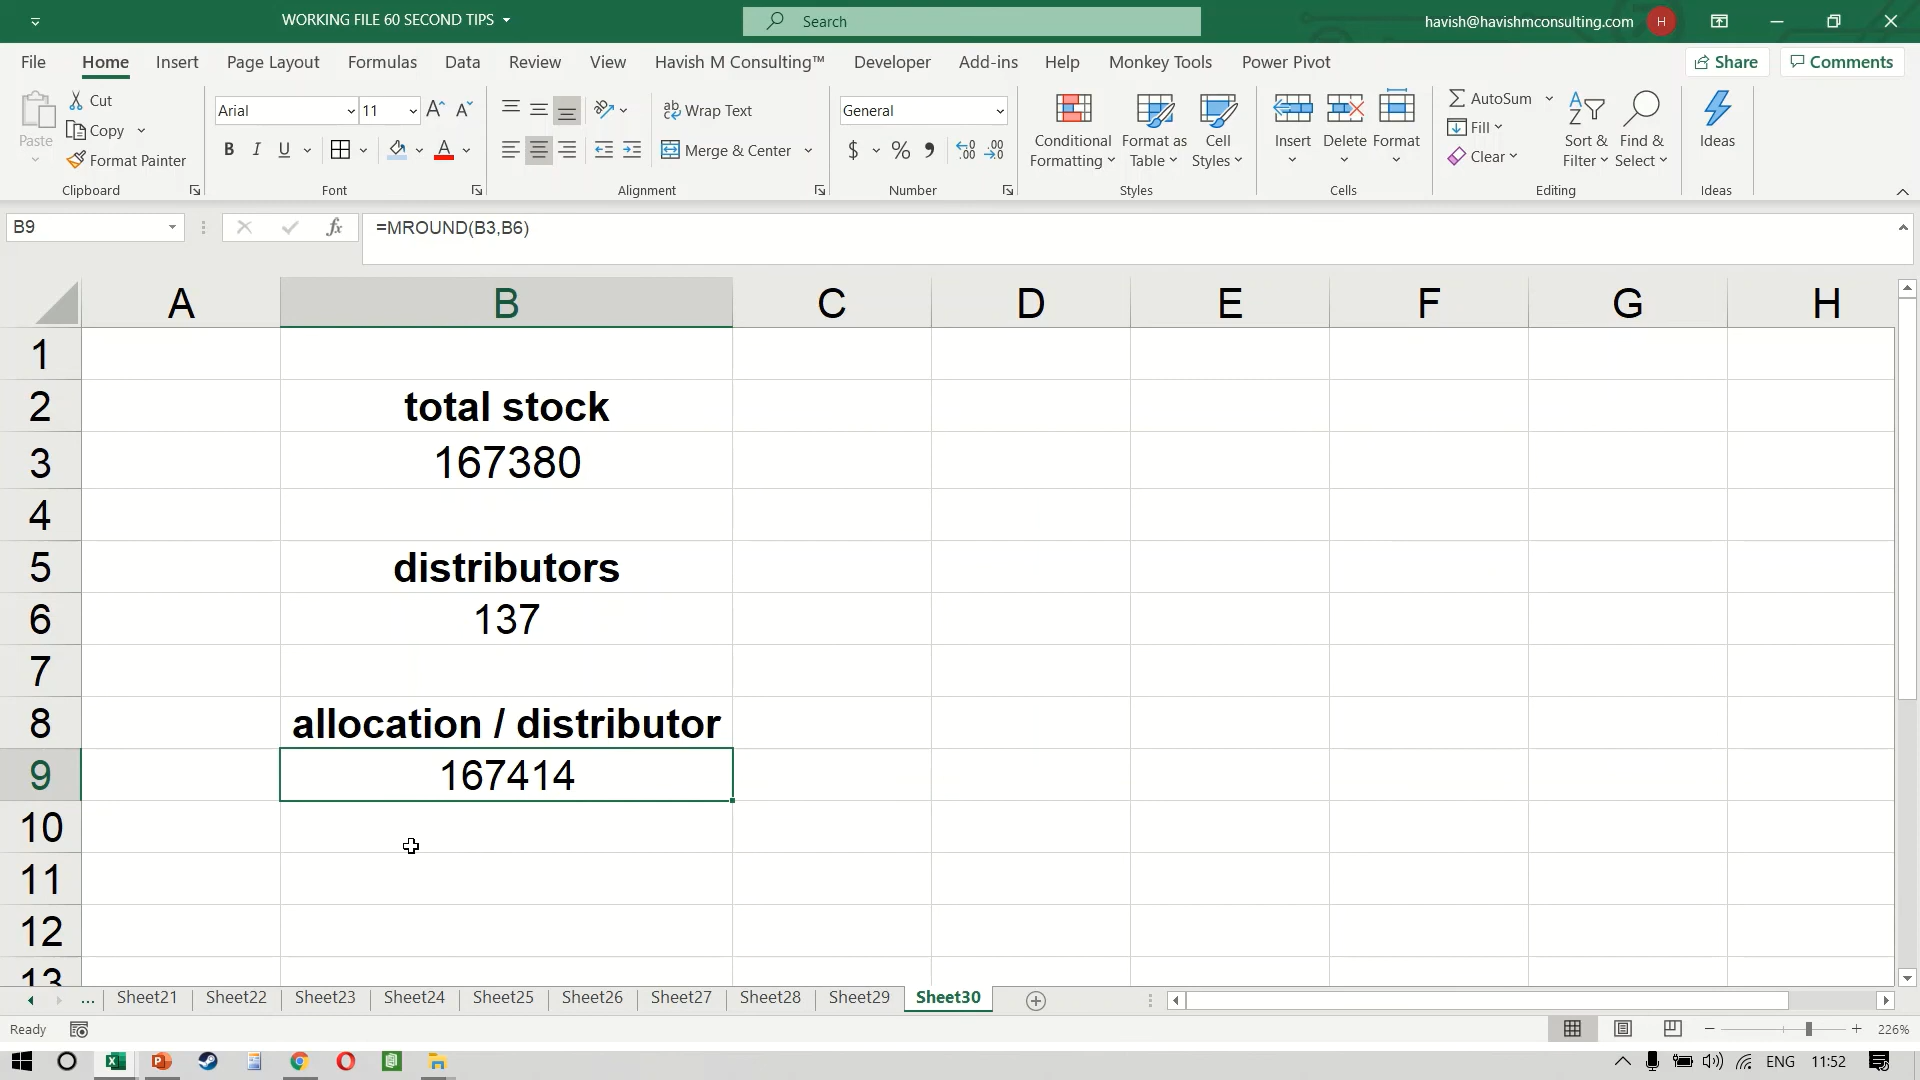 WORKING FILE 60 SECOND TIPS
Search
havish@havishmconsulting.com
H
File Home Insert Page Layout Formulas Data Review View Havish M Consulting™ Developer Add-ins Help Monkey Tools Power Pivot
Share
Comments
Paste
Cut
Copy
Format Painter
Clipboard
Arial
11
B I U
Font
Wrap Text
Merge & Center
Alignment
General
$ %
Number
Conditional Formatting
Format as Table
Cell Styles
Styles
Insert
Delete
Format
Cells
AutoSum
Fill
Clear
Sort & Filter
Find & Select
Editing
Ideas
Ideas
B9
fx
=MROUND(B3,B6)
A B C D E F G H
1
2 total stock
3 167380
4
5 distributors
6 137
7
8 allocation / distributor
9 167414
10
11
12
13
... Sheet21 Sheet22 Sheet23 Sheet24 Sheet25 Sheet26 Sheet27 Sheet28 Sheet29 Sheet30
Ready
226%
ENG
11:52